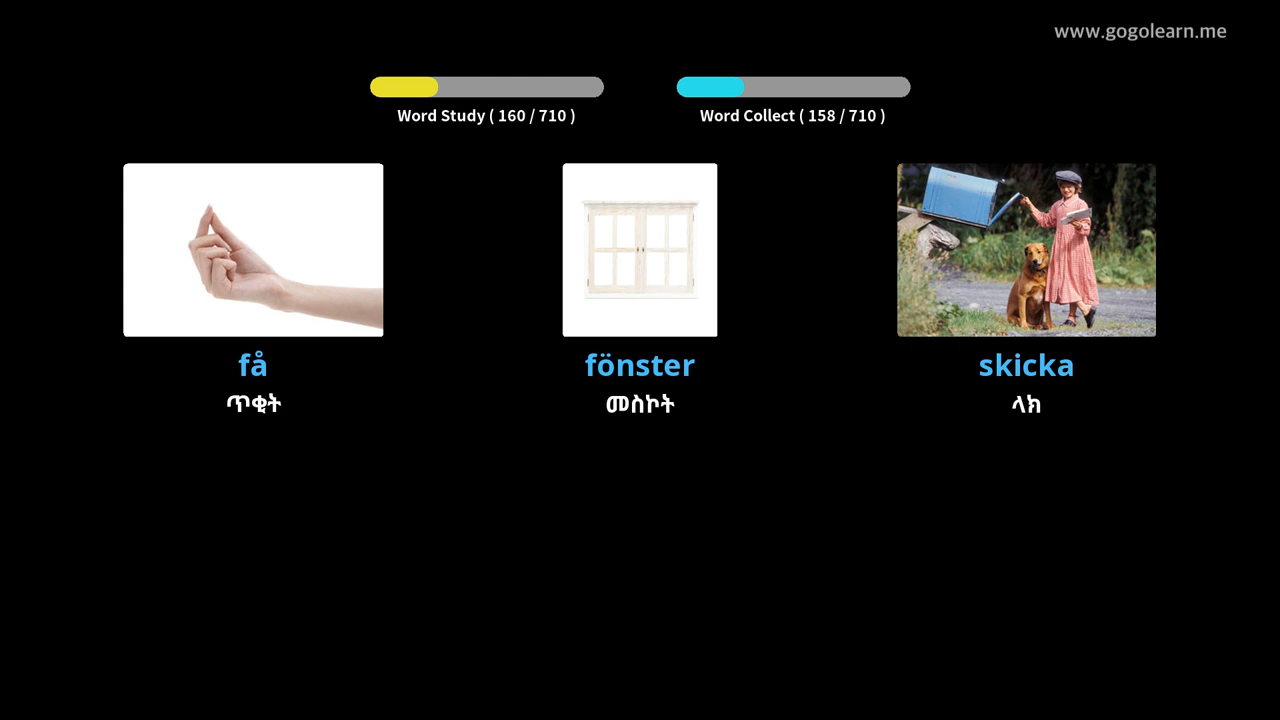 www.gogolearn.me
Word Study ( 160 / 710 )
Word Collect ( 158 / 710 )
få
ጥቂት
fönster
መስኮት
skicka
ላክ